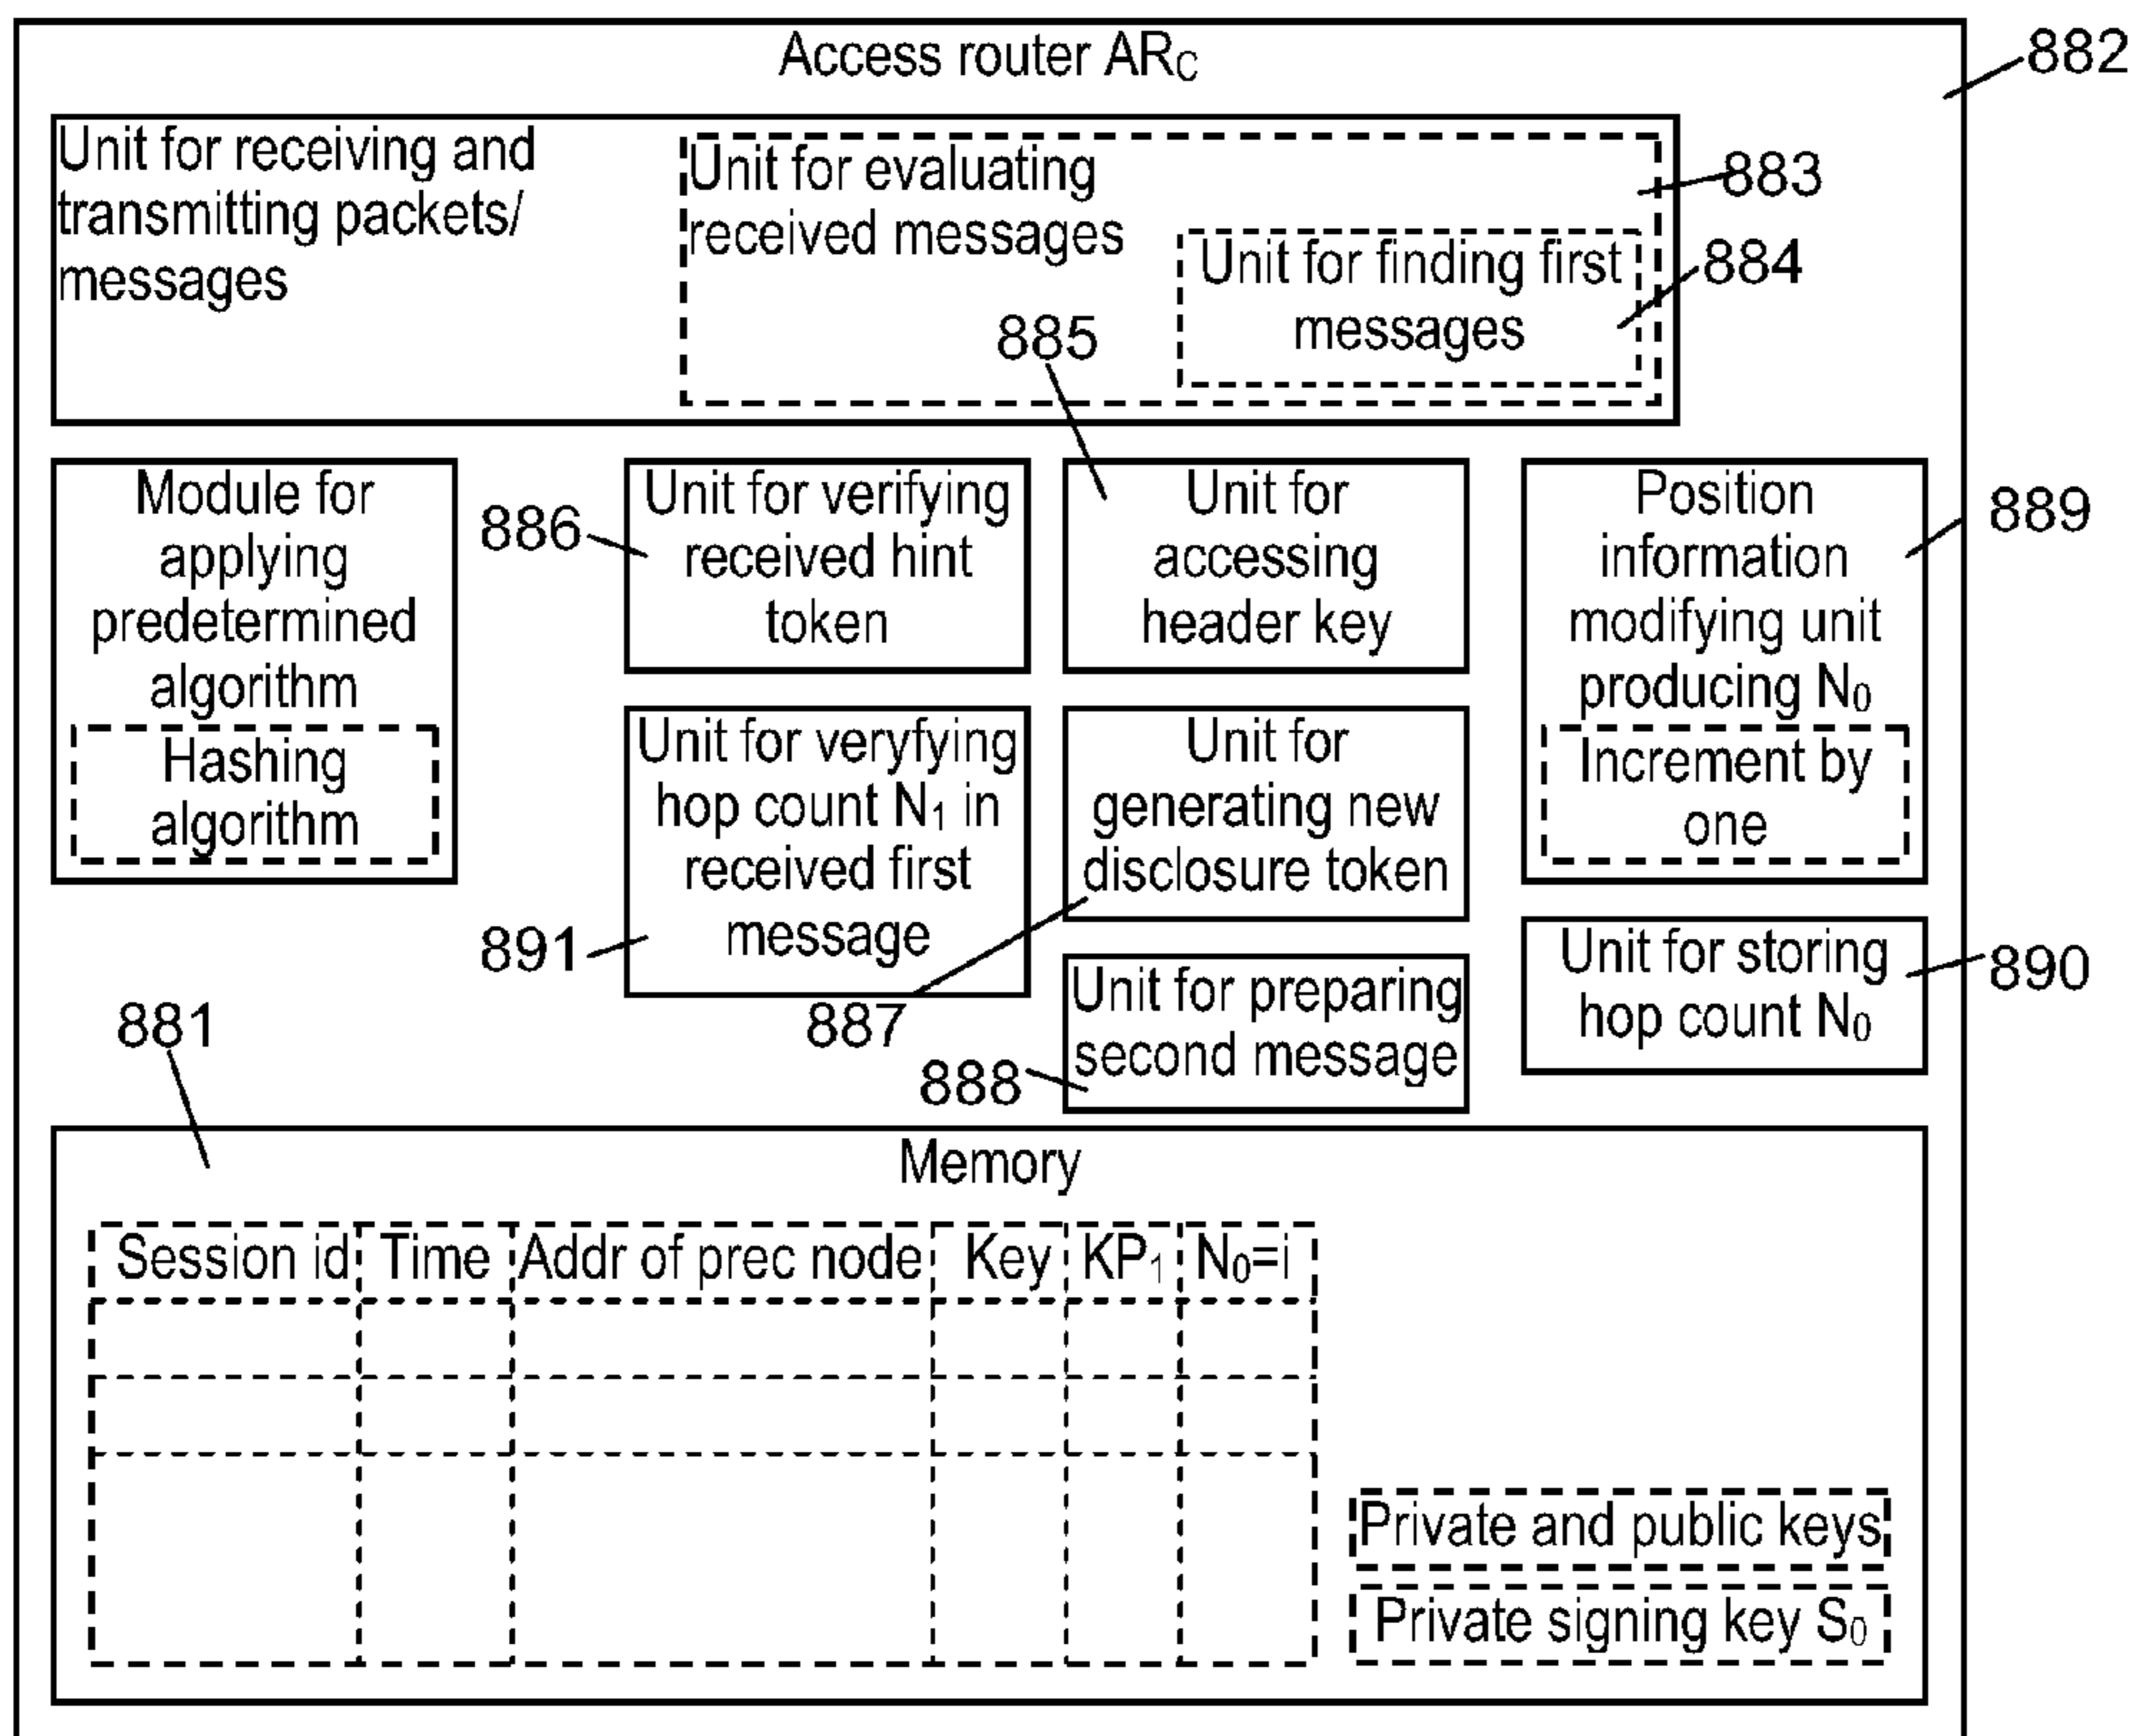 Access router ARC
882
Unit for receiving and
transmitting packets/
messages
Unit for evaluating
received messages
883
Unit for finding first
messages
884
885
Module for
applying
predetermined
algorithm
Hashing
algorithm
886
Unit for verifying
received hint
token
Unit for
accessing
header key
Position
information
modifying unit
producing N0
Increment by
one
889
Unit for veryfying
hop count N1 in
received first
message
891
Unit for
generating new
disclosure token
887
Unit for preparing
second message
888
Unit for storing
hop count N0
890
881
Memory
Session id Time Addr of prec node Key KP1 N0=i
Private and public keys
Private signing key S0